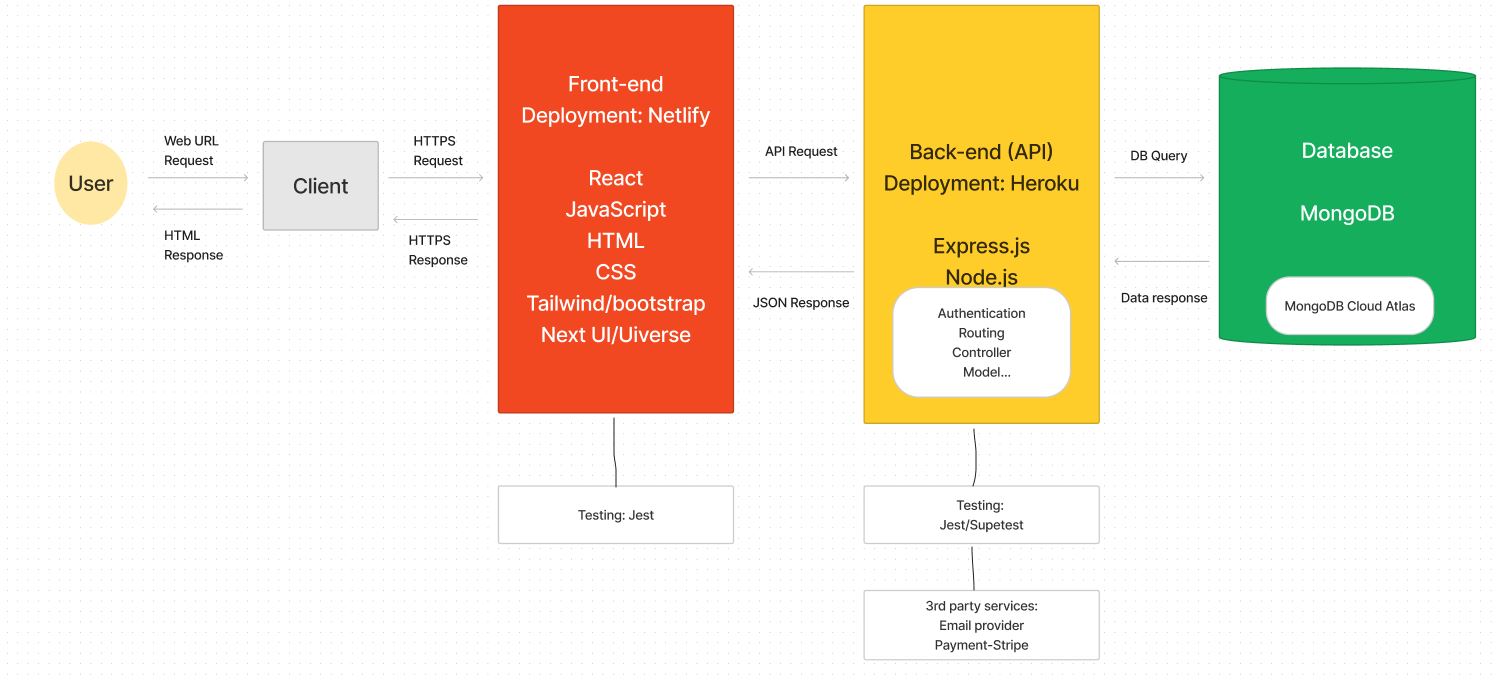 User
Web URL
Request
HTML
Response
Client
HTTPS
Request
HTTPS
Response
Front-end
Deployment: Netlify
React
JavaScript
HTML
CSS
Tailwind/bootstrap
Next UI/Uiverse
Testing: Jest
API Request
JSON Response
Back-end (API)
Deployment: Heroku
Express.js
Node.js
Authentication
Routing
Controller
Model...
Testing:
Jest/Supetest
3rd party services:
Email provider
Payment-Stripe
DB Query
Data response
Database
MongoDB
MongoDB Cloud Atlas